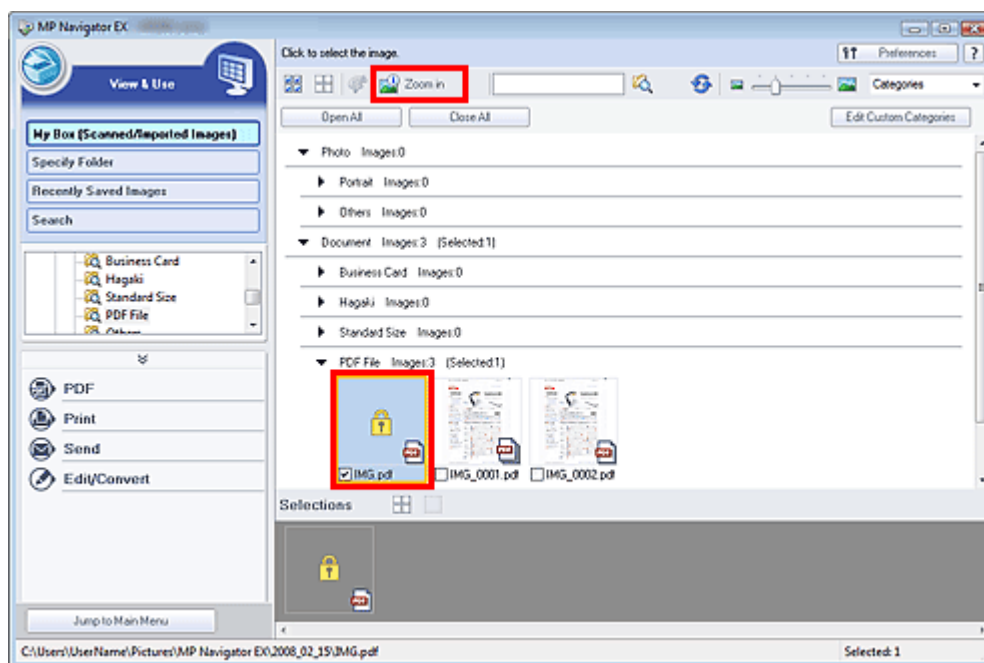 MP Navigator EX
Click to select the image.
Preferences
?
View & Use
Zoom in
Categories
Open All
Close All
Edit Custom Categories
My Box (Scanned/Imported Images)
Specify Folder
Recently Saved Images
Search
Photo Images:0
Portrait Images:0
Others Images:0
Document Images:3 (Selected:1)
Business Card Images:0
Hagaki Images:0
Standard Size Images:0
PDF File Images:3 (Selected:1)
Business Card
Hagaki
Standard Size
PDF File
Others
PDF
Print
Send
Edit/Convert
IMG.pdf
IMG_0001.pdf
IMG_0002.pdf
Selections
Jump to Main Menu
C:\Users\UserName\Pictures\MP Navigator EX\2008_02_15\IMG.pdf
Selected: 1